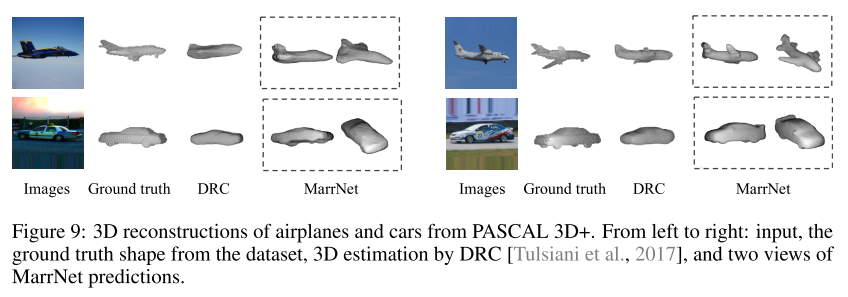 Images Ground truth DRC MarrNet Images Ground truth DRC MarrNet
Figure 9: 3D reconstructions of airplanes and cars from PASCAL 3D+. From left to right: input, the
ground truth shape from the dataset, 3D estimation by DRC [Tulsiani et al., 2017], and two views of
MarrNet predictions.